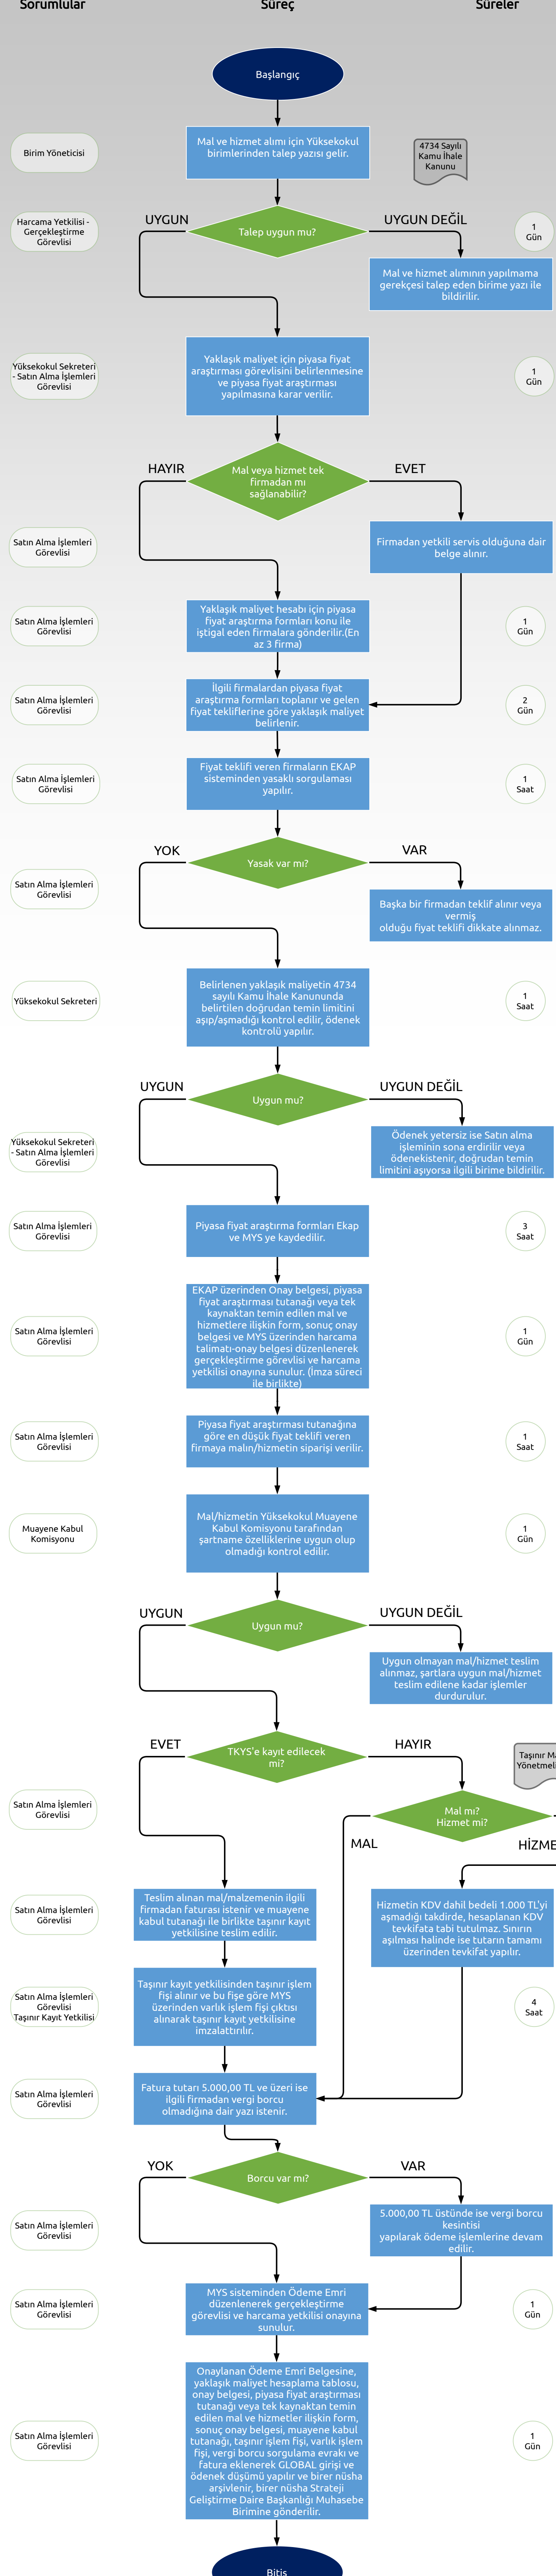 Sorumlular
Süreç
Süreler
Başlangıç
Birim Yöneticisi
Mal ve hizmet alımı için Yüksekokul
birimlerinden talep yazısı gelir.
4734 Sayılı
Kamu İhale
Kanunu
Harcama Yetkilisi -
Gerçekleştirme
Görevlisi
UYGUN
Talep uygun mu?
UYGUN DEĞİL
1
Gün
Mal ve hizmet alımının yapılmama
gerekçesi talep eden birime yazı ile
bildirilir.
Yüksekokul Sekreteri
- Satın Alma İşlemleri
Görevlisi
Yaklaşık maliyet için piyasa fiyat
araştırması görevlisini belirlenmesine
ve piyasa fiyat araştırması
yapılmasına karar verilir.
1
Gün
HAYIR
Mal veya hizmet tek
firmadan mı
sağlanabilir?
EVET
Satın Alma İşlemleri
Görevlisi
Firmadan yetkili servis olduğuna dair
belge alınır.
Satın Alma İşlemleri
Görevlisi
Yaklaşık maliyet hesabı için piyasa
fiyat araştırma formları konu ile
iştigal eden firmalara gönderilir.(En
az 3 firma)
1
Gün
Satın Alma İşlemleri
Görevlisi
İlgili firmalardan piyasa fiyat
araştırma formları toplanır ve gelen
fiyat tekliflerine göre yaklaşık maliyet
belirlenir.
2
Gün
Satın Alma İşlemleri
Görevlisi
Fiyat teklifi veren firmaların EKAP
sisteminden yasaklı sorgulaması
yapılır.
1
Saat
YOK
Yasak var mı?
VAR
Satın Alma İşlemleri
Görevlisi
Başka bir firmadan teklif alınır veya
vermiş
olduğu fiyat teklifi dikkate alınmaz.
Yüksekokul Sekreteri
Belirlenen yaklaşık maliyetin 4734
sayılı Kamu İhale Kanununda
belirtilen doğrudan temin limitini
aşıp/aşmadığı kontrol edilir, ödenek
kontrolü yapılır.
1
Saat
UYGUN
Uygun mu?
UYGUN DEĞİL
Yüksekokul Sekreteri
- Satın Alma İşlemleri
Görevlisi
Ödenek yetersiz ise Satın alma
işleminin sona erdirilir veya
ödenekistenir, doğrudan temin
limitini aşıyorsa ilgili birime bildirilir.
Satın Alma İşlemleri
Görevlisi
Piyasa fiyat araştırma formları Ekap
ve MYS ye kaydedilir.
3
Saat
Satın Alma İşlemleri
Görevlisi
EKAP üzerinden Onay belgesi, piyasa
fiyat araştırması tutanağı veya tek
kaynaktan temin edilen mal ve
hizmetlere ilişkin form, sonuç onay
belgesi ve MYS üzerinden harcama
talimatı-onay belgesi düzenlenerek
gerçekleştirme görevlisi ve harcama
yetkilisi onayına sunulur. (İmza süreci
ile birlikte)
1
Gün
Satın Alma İşlemleri
Görevlisi
Piyasa fiyat araştırması tutanağına
göre en düşük fiyat teklifi veren
firmaya malın/hizmetin siparişi verilir.
1
Saat
Muayene Kabul
Komisyonu
Mal/hizmetin Yüksekokul Muayene
Kabul Komisyonu tarafından
şartname özelliklerine uygun olup
olmadığı kontrol edilir.
1
Gün
UYGUN
Uygun mu?
UYGUN DEĞİL
Uygun olmayan mal/hizmet teslim
alınmaz, şartlara uygun mal/hizmet
teslim edilene kadar işlemler
durdurulur.
EVET
TKYS'e kayıt edilecek
mi?
HAYIR
Taşınır Ma
Yönetmeli
Satın Alma İşlemleri
Görevlisi
Mal mı?
Hizmet mi?
MAL
HİZME
Satın Alma İşlemleri
Görevlisi
Teslim alınan mal/malzemenin ilgili
firmadan faturası istenir ve muayene
kabul tutanağı ile birlikte taşınır kayıt
yetkilisine teslim edilir.
Hizmetin KDV dahil bedeli 1.000 TL'yi
aşmadığı takdirde, hesaplanan KDV
tevkifata tabi tutulmaz. Sınırın
aşılması halinde ise tutarın tamamı
üzerinden tevkifat yapılır.
Satın Alma İşlemleri
Görevlisi
Taşınır Kayıt Yetkilisi
Taşınır kayıt yetkilisinden taşınır işlem
fişi alınır ve bu fişe göre MYS
üzerinden varlık işlem fişi çıktısı
alınarak taşınır kayıt yetkilisine
imzalattırılır.
4
Saat
Satın Alma İşlemleri
Görevlisi
Fatura tutarı 5.000,00 TL ve üzeri ise
ilgili firmadan vergi borcu
olmadığına dair yazı istenir.
YOK
Borcu var mı?
VAR
Satın Alma İşlemleri
Görevlisi
5.000,00 TL üstünde ise vergi borcu
kesintisi
yapılarak ödeme işlemlerine devam
edilir.
Satın Alma İşlemleri
Görevlisi
MYS sisteminden Ödeme Emri
düzenlenerek gerçekleştirme
görevlisi ve harcama yetkilisi onayına
sunulur.
1
Gün
Satın Alma İşlemleri
Görevlisi
Onaylanan Ödeme Emri Belgesine,
yaklaşık maliyet hesaplama tablosu,
onay belgesi, piyasa fiyat araştırması
tutanağı veya tek kaynaktan temin
edilen mal ve hizmetler ilişkin form,
sonuç onay belgesi, muayene kabul
tutanağı, taşınır işlem fişi, varlık işlem
fişi, vergi borcu sorgulama evrakı ve
fatura eklenerek GLOBAL girişi ve
ödenek düşümü yapılır ve birer nüsha
arşivlenir, birer nüsha Strateji
Geliştirme Daire Başkanlığı Muhasebe
Birimine gönderilir.
1
Gün
Bitiş